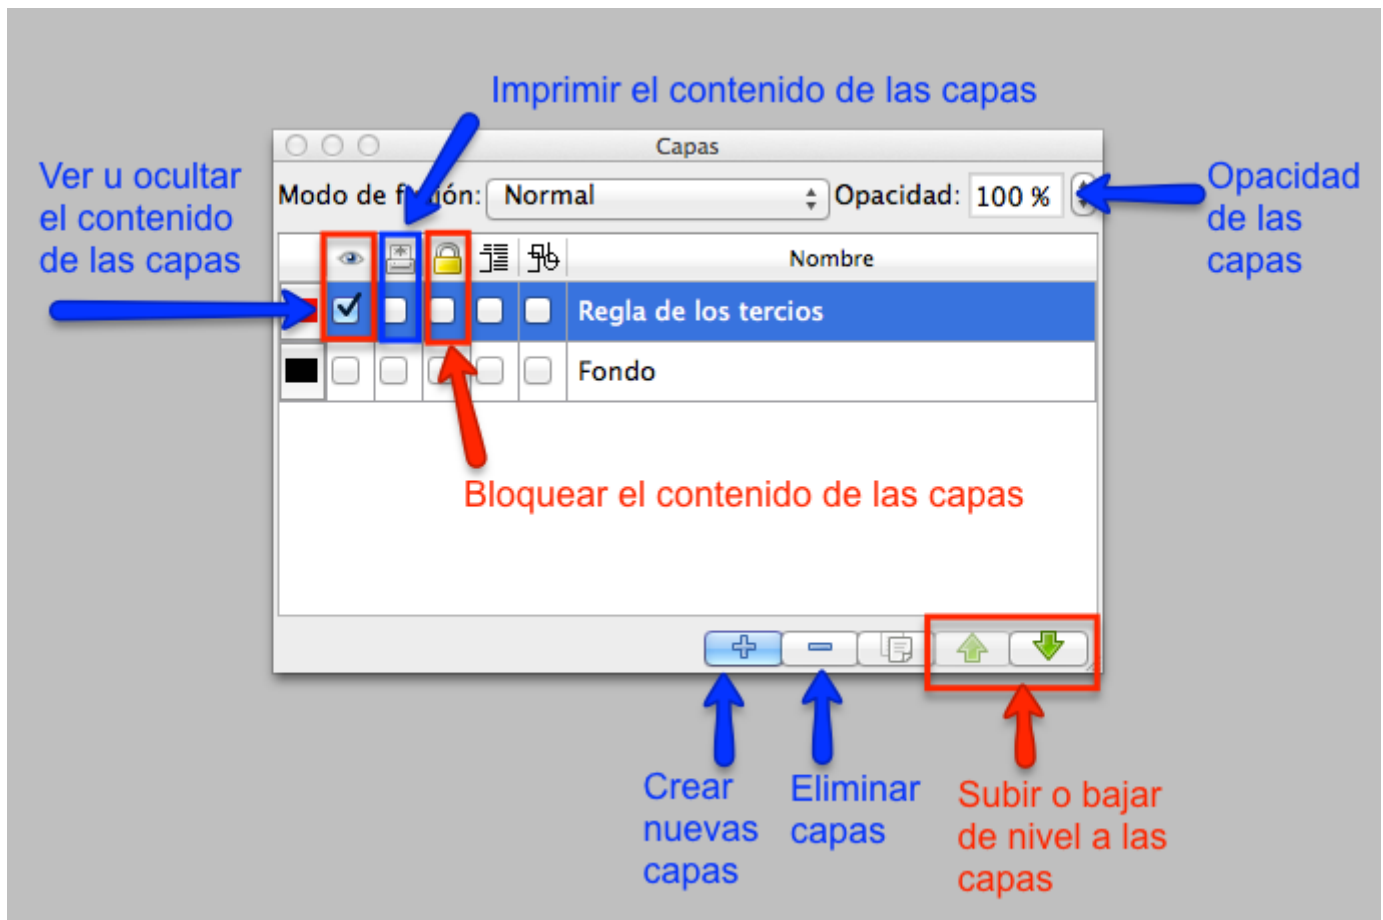 Imprimir el contenido de las capas
Capas
Ver u ocultar
el contenido
de las capas
Modo de fusión: Normal
Opacidad: 100 %
Opacidad
de las
capas
Nombre
Regla de los tercios
Fondo
Bloquear el contenido de las capas
Crear
nuevas
capas
Eliminar
capas
Subir o bajar
de nivel a las
capas